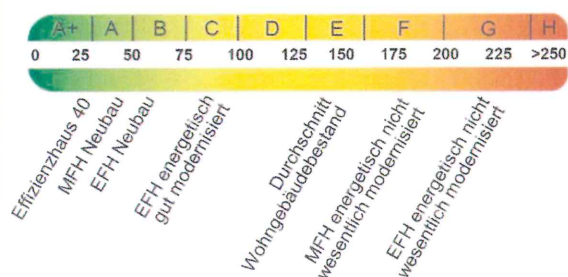 A+ A B C D E F G H
0 25 50 75 100 125 150 175 200 225 >250
Effizienzhaus 40
MFH Neubau
EFH Neubau
EFH energetisch
gut modernisiert
Durchschnitt
Wohngebäudebestand
MFH energetisch nicht
wesentlich modernisiert
EFH energetisch nicht
wesentlich modernisiert